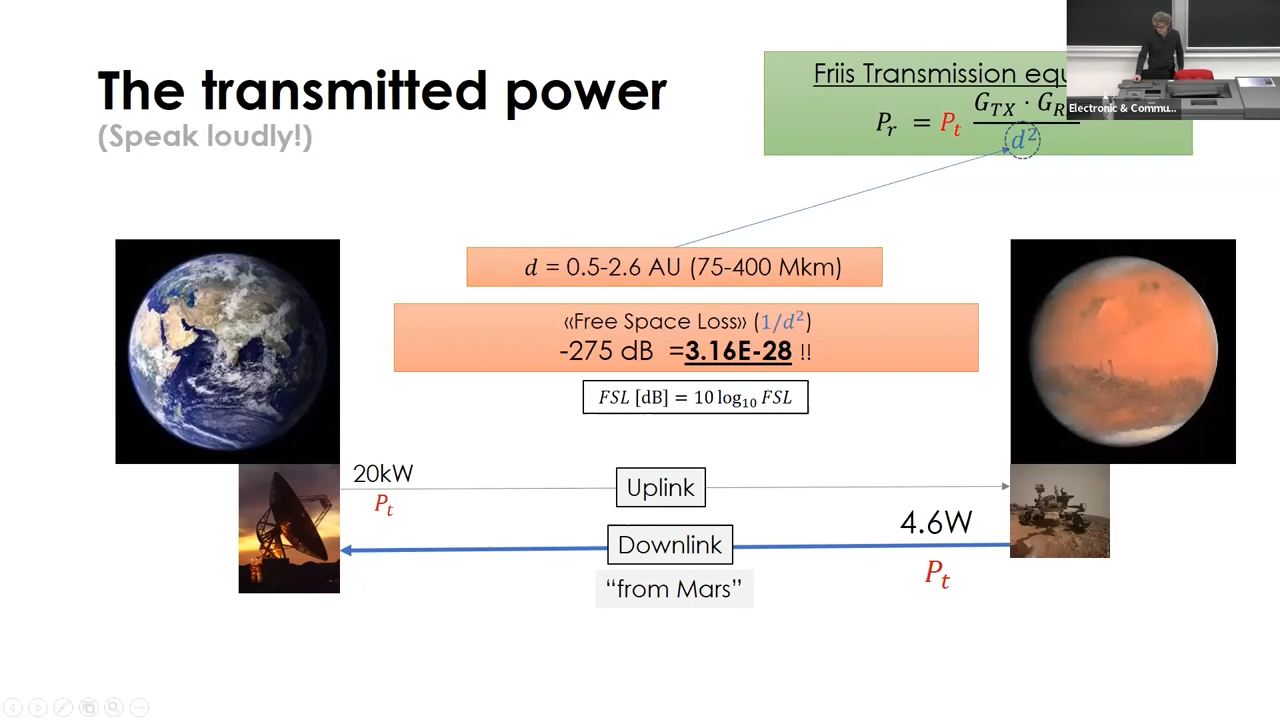 The transmitted power
(Speak loudly!)
Friis Transmission
P_r = P_t G_TX · G_R / d²
Electronic & Commu...
d = 0.5-2.6 AU (75-400 Mkm)
«Free Space Loss» (1/d²)
-275 dB =3.16E-28 !!
FSL [dB] = 10 log₁₀ FSL
20kW
P_t
Uplink
4.6W
Downlink
P_t
“from Mars”